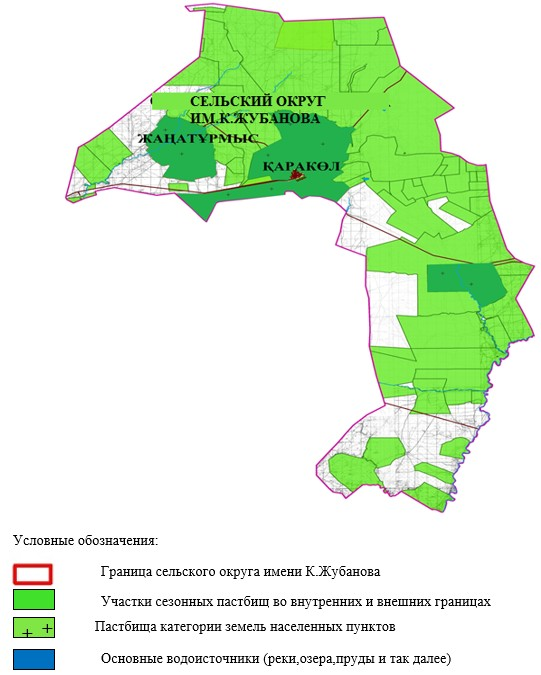 СЕЛЬСКИЙ ОКРУГ
ИМ.К.ЖУБАНОВА
ЖАҢАТҰРМЫС
ҚАРАКӨЛ
Условные обозначения:
Граница сельского округа имени К.Жубанова
Участки сезонных пастбищ во внутренних и внешних границах
Пастбища категории земель населенных пунктов
Основные водоисточники (реки,озера,пруды и так далее)